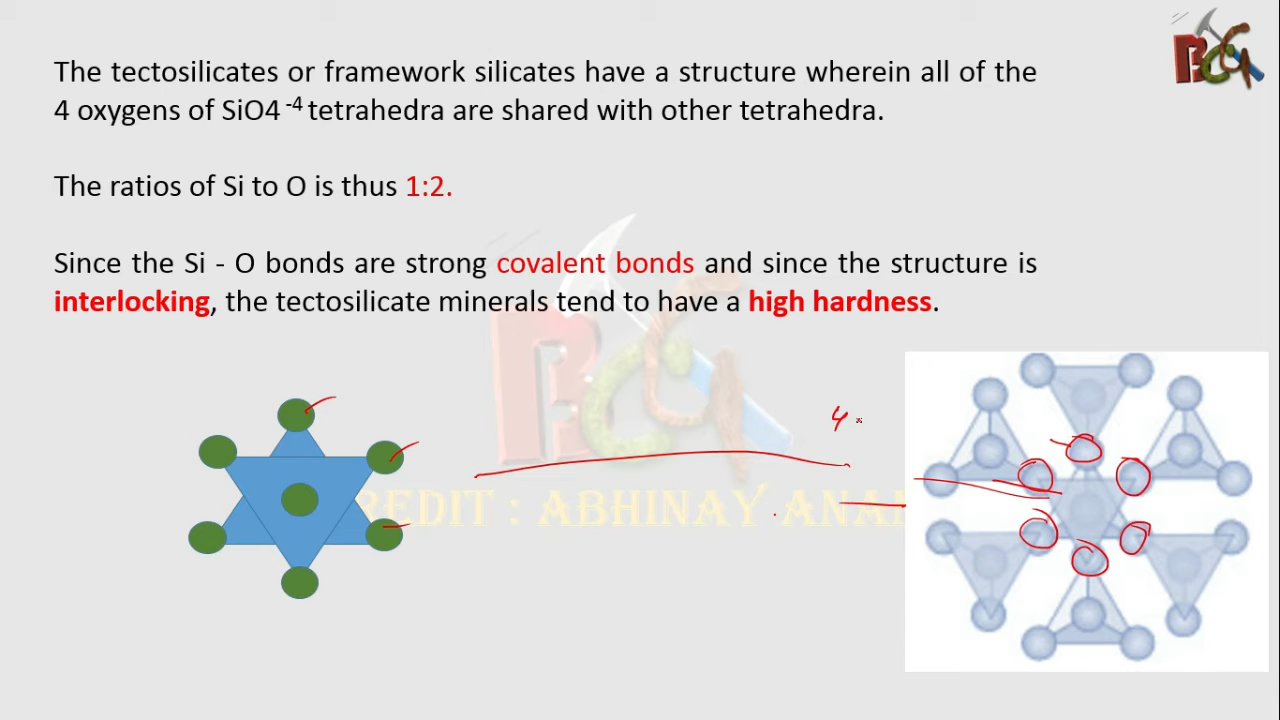 The tectosilicates or framework silicates have a structure wherein all of the
4 oxygens of SiO4 -4 tetrahedra are shared with other tetrahedra.
The ratios of Si to O is thus 1:2.
Since the Si - O bonds are strong covalent bonds and since the structure is
interlocking, the tectosilicate minerals tend to have a high hardness.
4
REDIT : ABHINAY ANAN
BCG